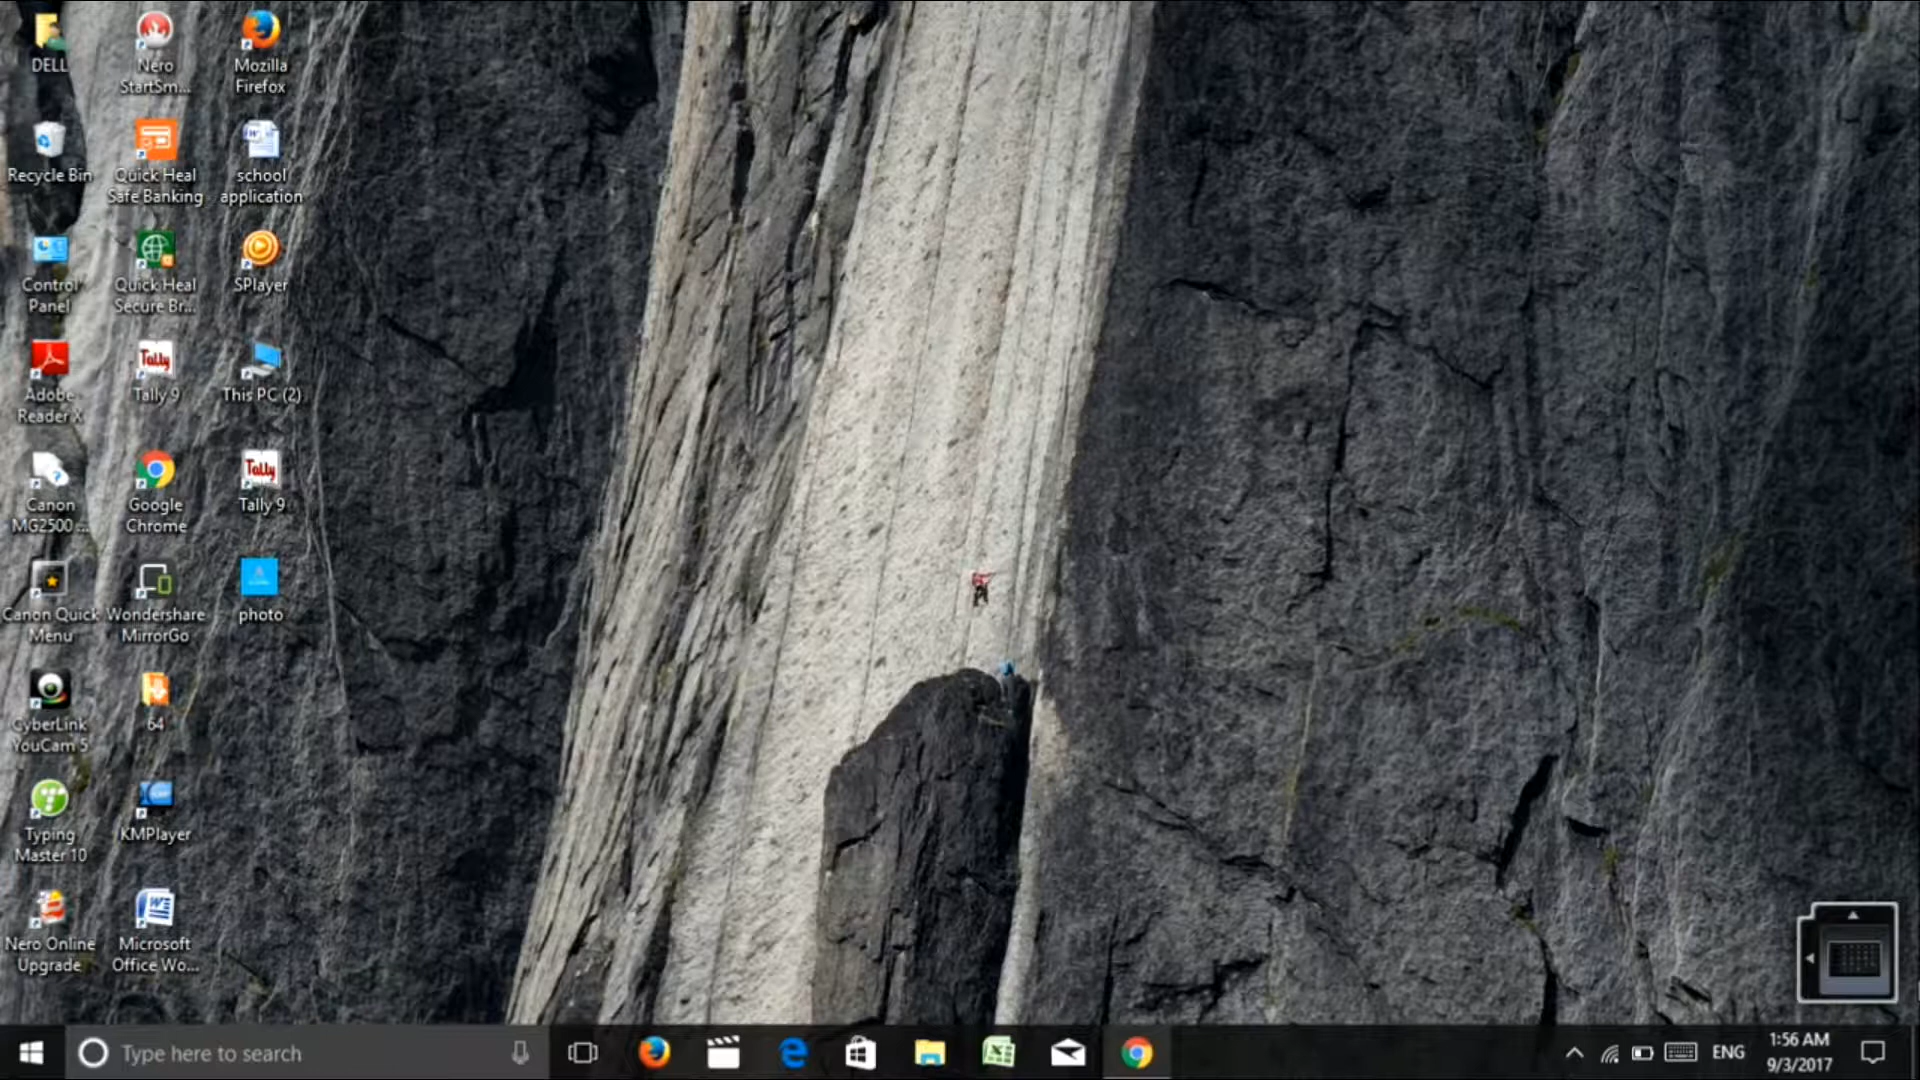 DELL
Nero
StartSm...
Mozilla
Firefox
Recycle Bin
Quick Heal
Safe Banking
school
application
Control
Panel
Quick Heal
Secure Br...
SPlayer
Adobe
Reader X
Tally
Tally 9
This PC (2)
Canon
MG2500 ...
Google
Chrome
Tally
Tally 9
Canon Quick
Menu
Wondershare
MirrorGo
photo
CyberLink
YouCam 5
64
Typing
Master 10
KMPlayer
Nero Online
Upgrade
Microsoft
Office Wo...
Type here to search
ENG
1:56 AM
9/3/2017